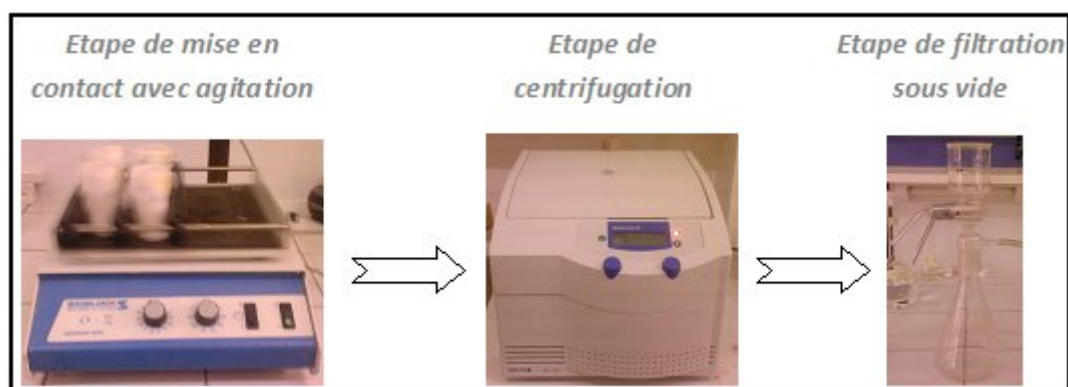 Etape de mise en
contact avec agitation
Etape de
centrifugation
Etape de filtration
sous vide